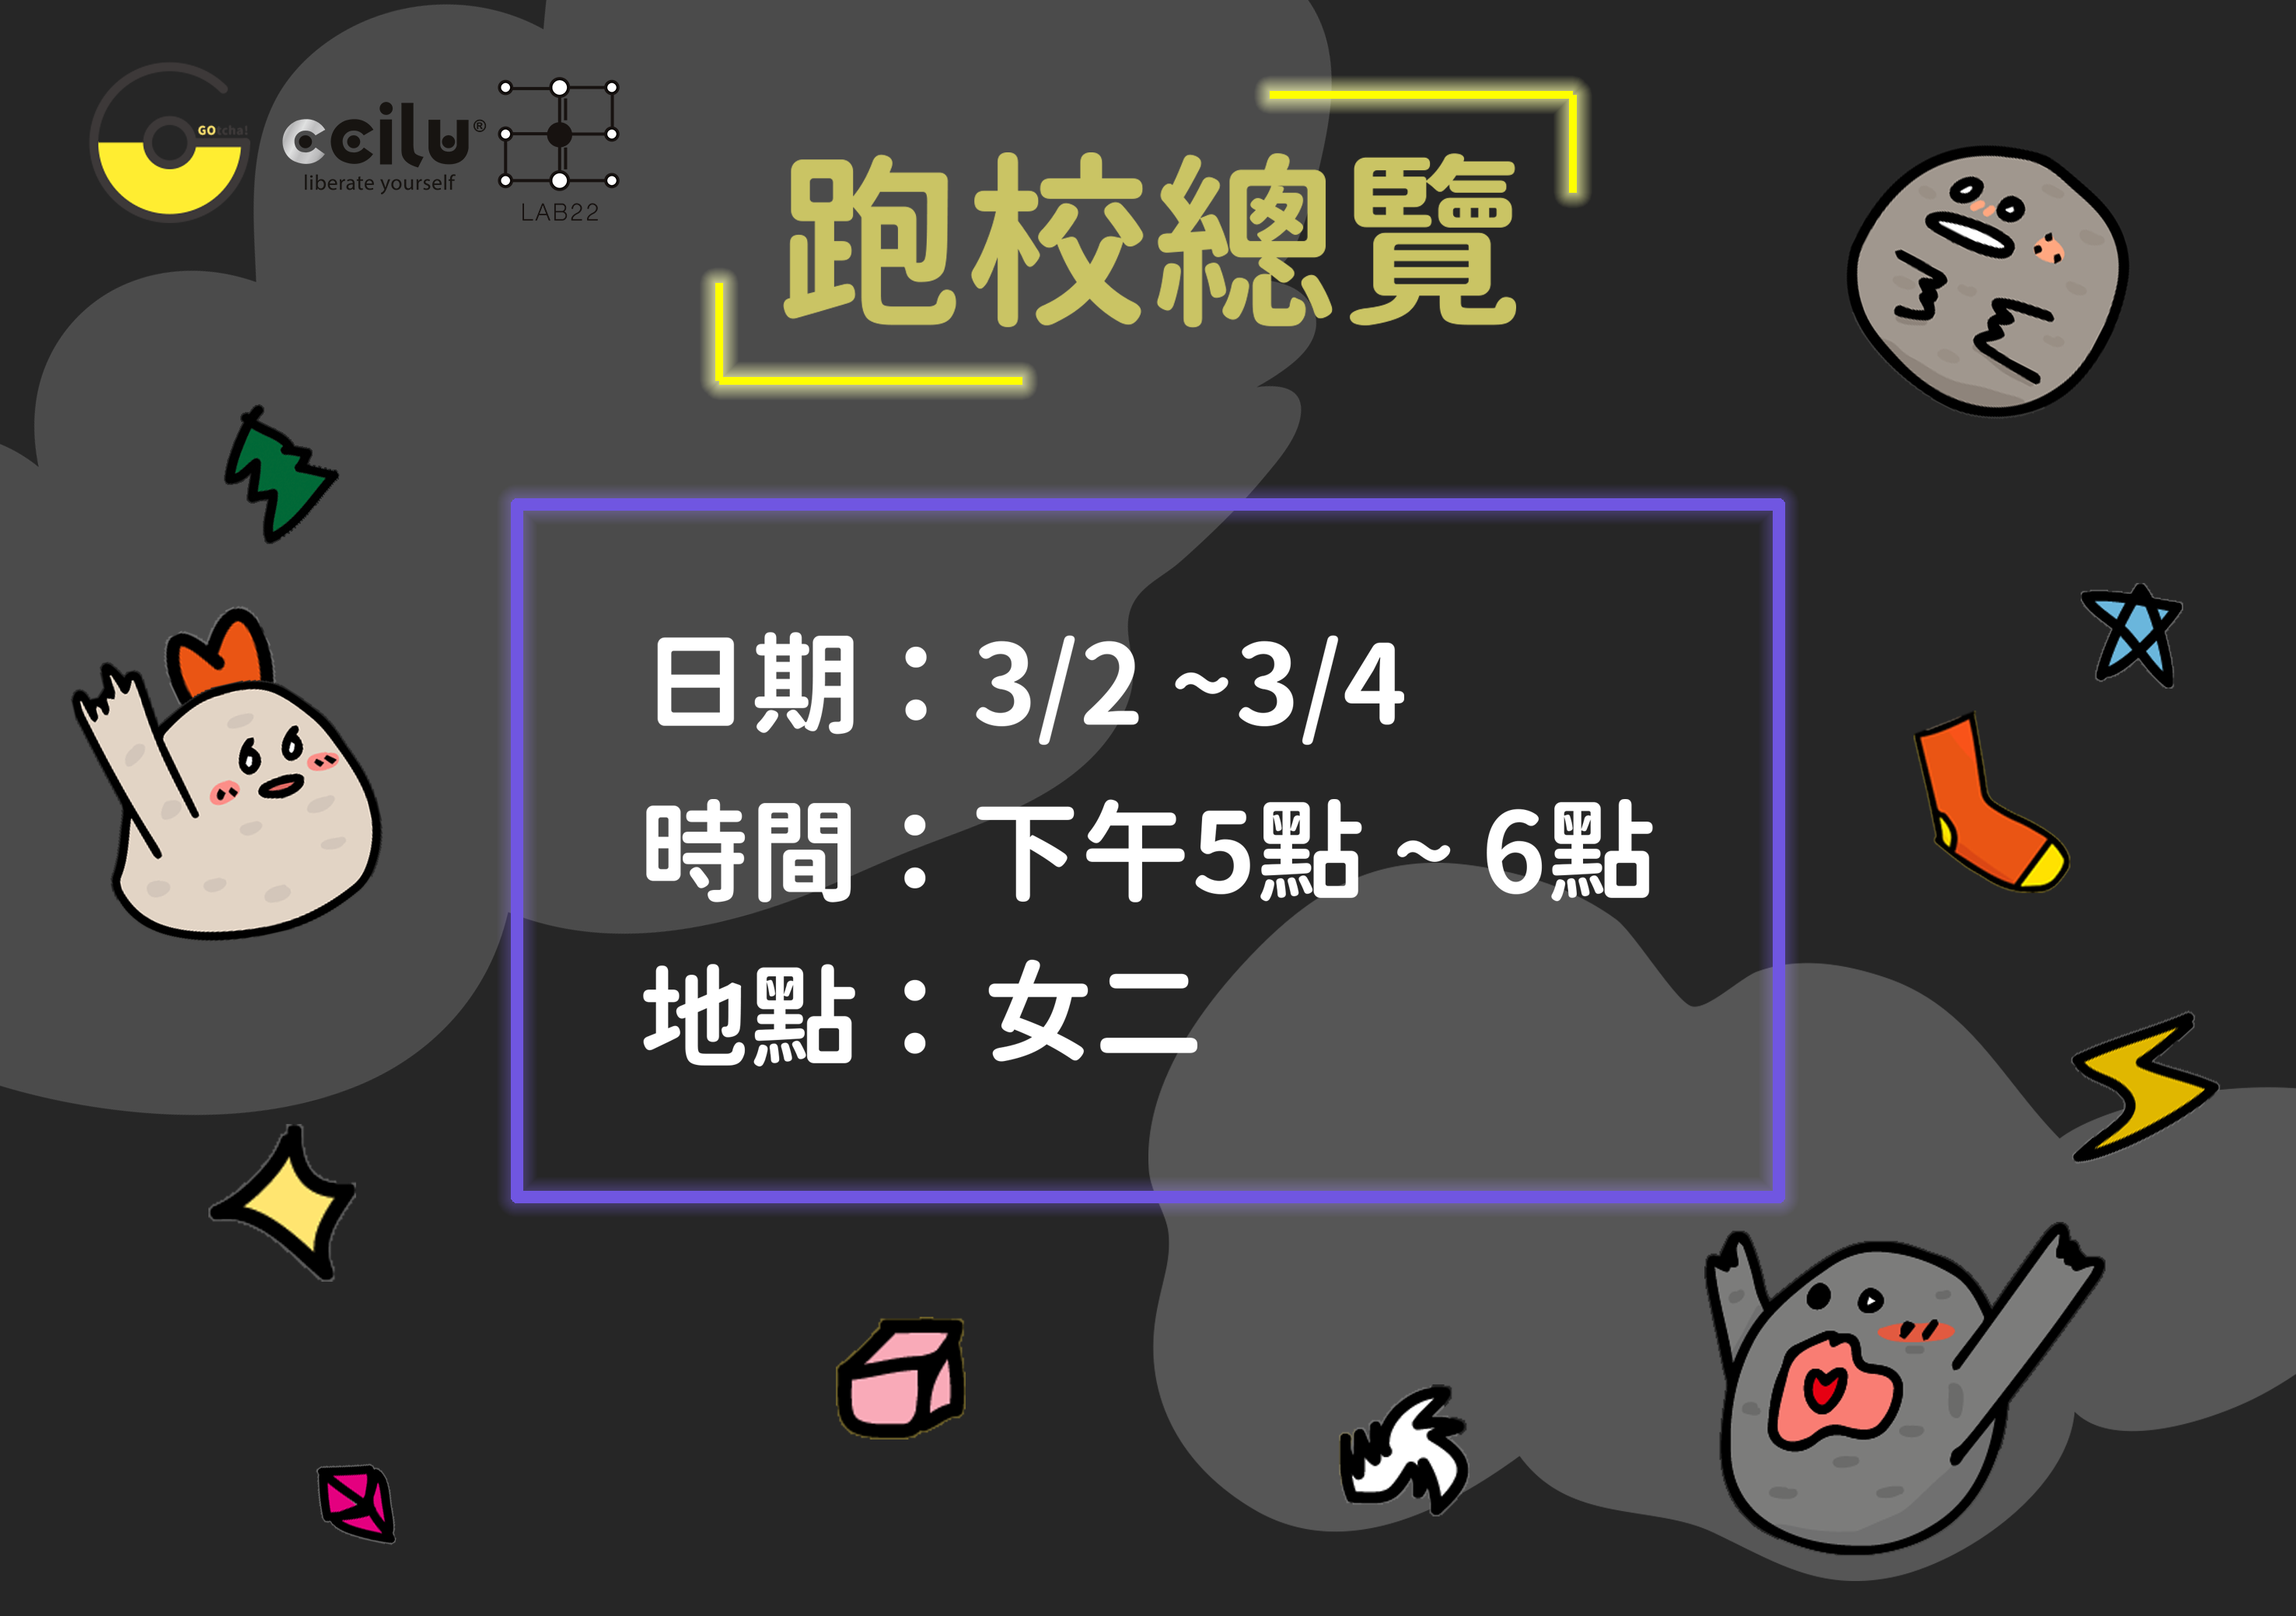 GOtcha!
ccilu®
liberate yourself
LAB22
跑校總覽
日期：3/2 ~3/4
時間：下午5點 ~ 6點
地點：女二